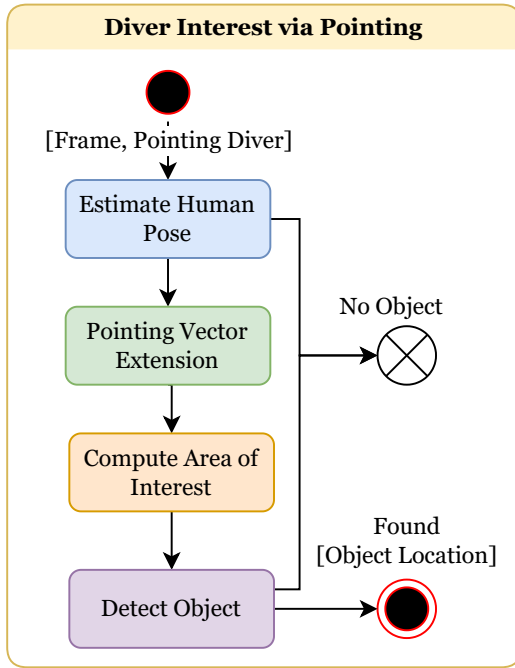 Diver Interest via Pointing
[Frame, Pointing Diver]
Estimate Human
Pose
No Object
Pointing Vector
Extension
Compute Area of
Interest
Found
[Object Location]
Detect Object